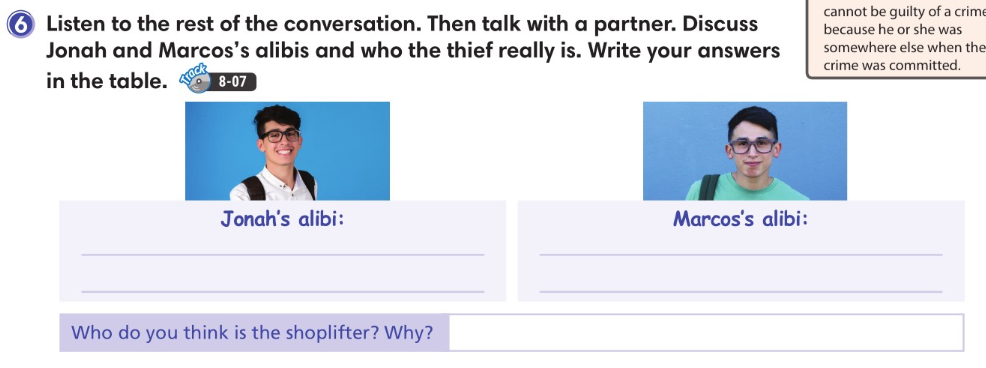 6 Listen to the rest of the conversation. Then talk with a partner. Discuss
Jonah and Marcos's alibis and who the thief really is. Write your answers
in the table. Track 8-07
cannot be guilty of a crime
because he or she was
somewhere else when the
crime was committed.
Jonah's alibi:
Marcos's alibi:
Who do you think is the shoplifter? Why?